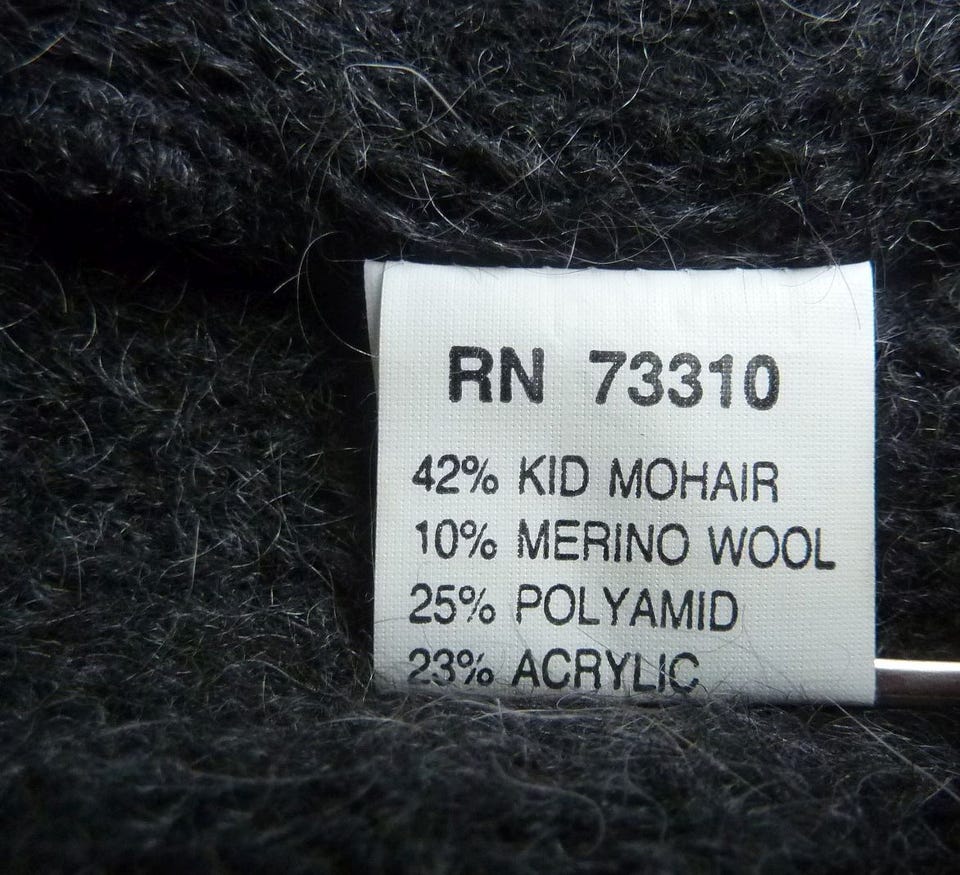 RN 73310
42% KID MOHAIR
10% MERINO WOOL
25% POLYAMID
23% ACRYLIC